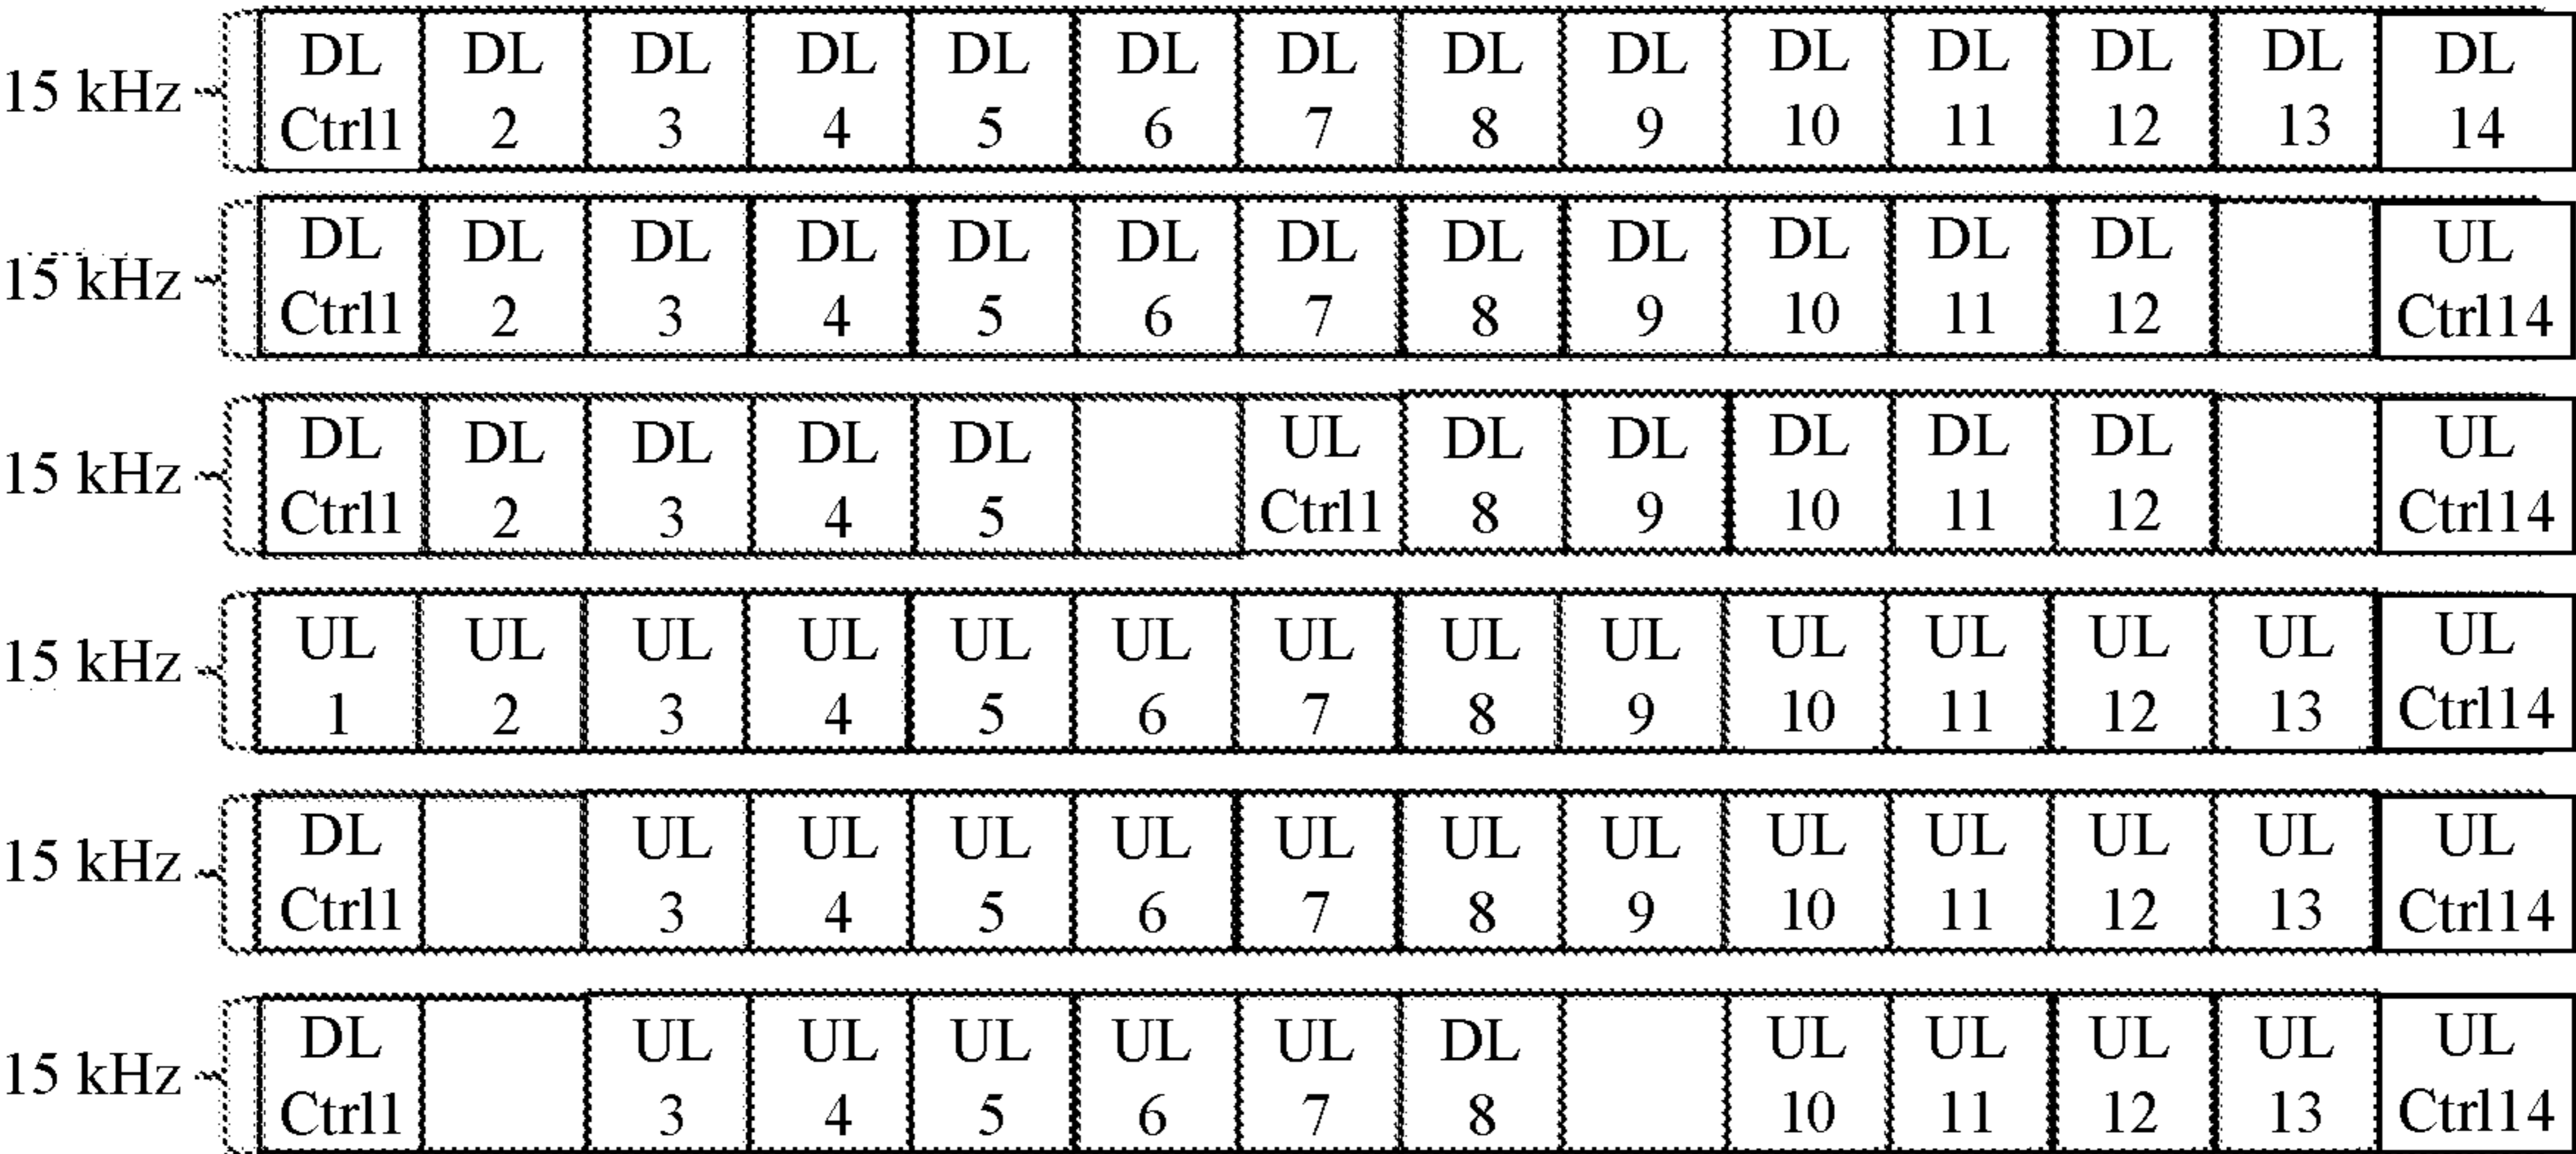 DL DL DL DL DL DL DL DL DL DL DL DL DL DL
15 kHz
Ctrl1 2 3 4 5 6 7 8 9 10 11 12 13 14
DL DL DL DL DL DL DL DL DL DL DL DL UL
15 kHz
Ctrl1 2 3 4 5 6 7 8 9 10 11 12 Ctrl14
DL DL DL DL DL UL DL DL DL DL DL UL
15 kHz
Ctrl1 2 3 4 5 Ctrl1 8 9 10 11 12 Ctrl14
UL UL UL UL UL UL UL UL UL UL UL UL UL UL
15 kHz
1 2 3 4 5 6 7 8 9 10 11 12 13 Ctrl14
DL UL UL UL UL UL UL UL UL UL UL UL UL
15 kHz
Ctrl1 3 4 5 6 7 8 9 10 11 12 13 Ctrl14
DL UL UL UL UL UL DL UL UL UL UL UL
15 kHz
Ctrl1 3 4 5 6 7 8 10 11 12 13 Ctrl14